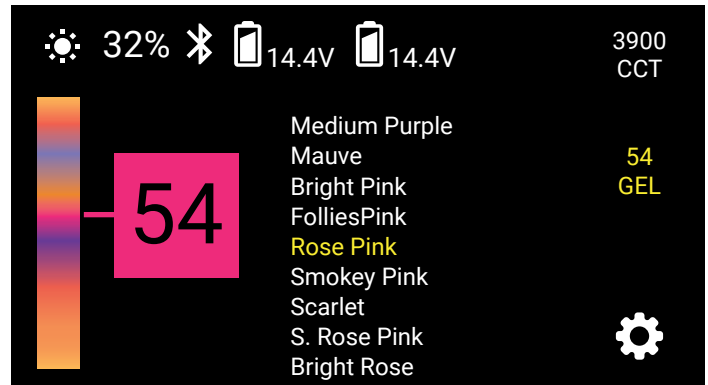 32% 14.4V 14.4V
3900
CCT
54
Medium Purple
Mauve
Bright Pink
FolliesPink
Rose Pink
Smokey Pink
Scarlet
S. Rose Pink
Bright Rose
54
GEL